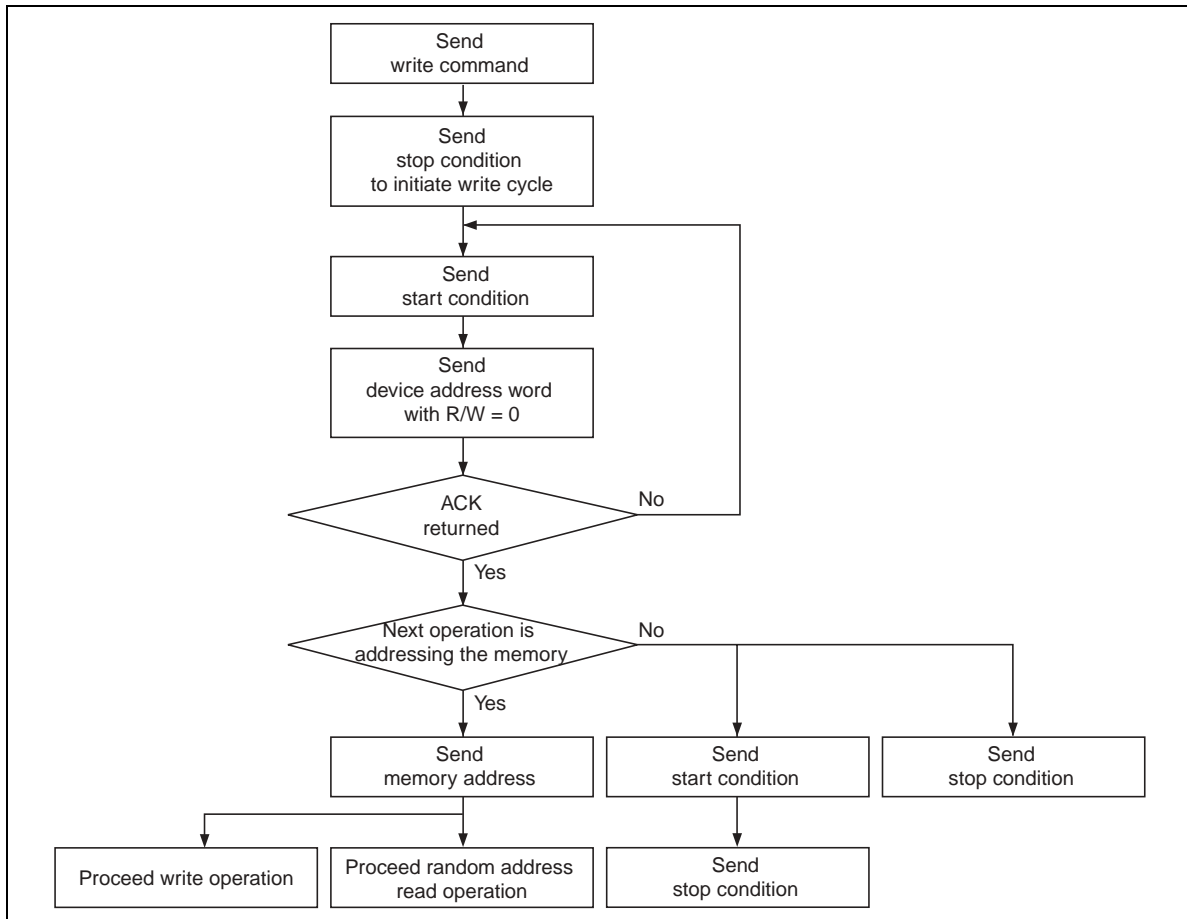 Send
write command
Send
stop condition
to initiate write cycle
Send
start condition
Send
device address word
with R/W = 0
ACK
returned
No
Yes
Next operation is
addressing the memory
No
Yes
Send
memory address
Send
start condition
Send
stop condition
Proceed write operation
Proceed random address
read operation
Send
stop condition